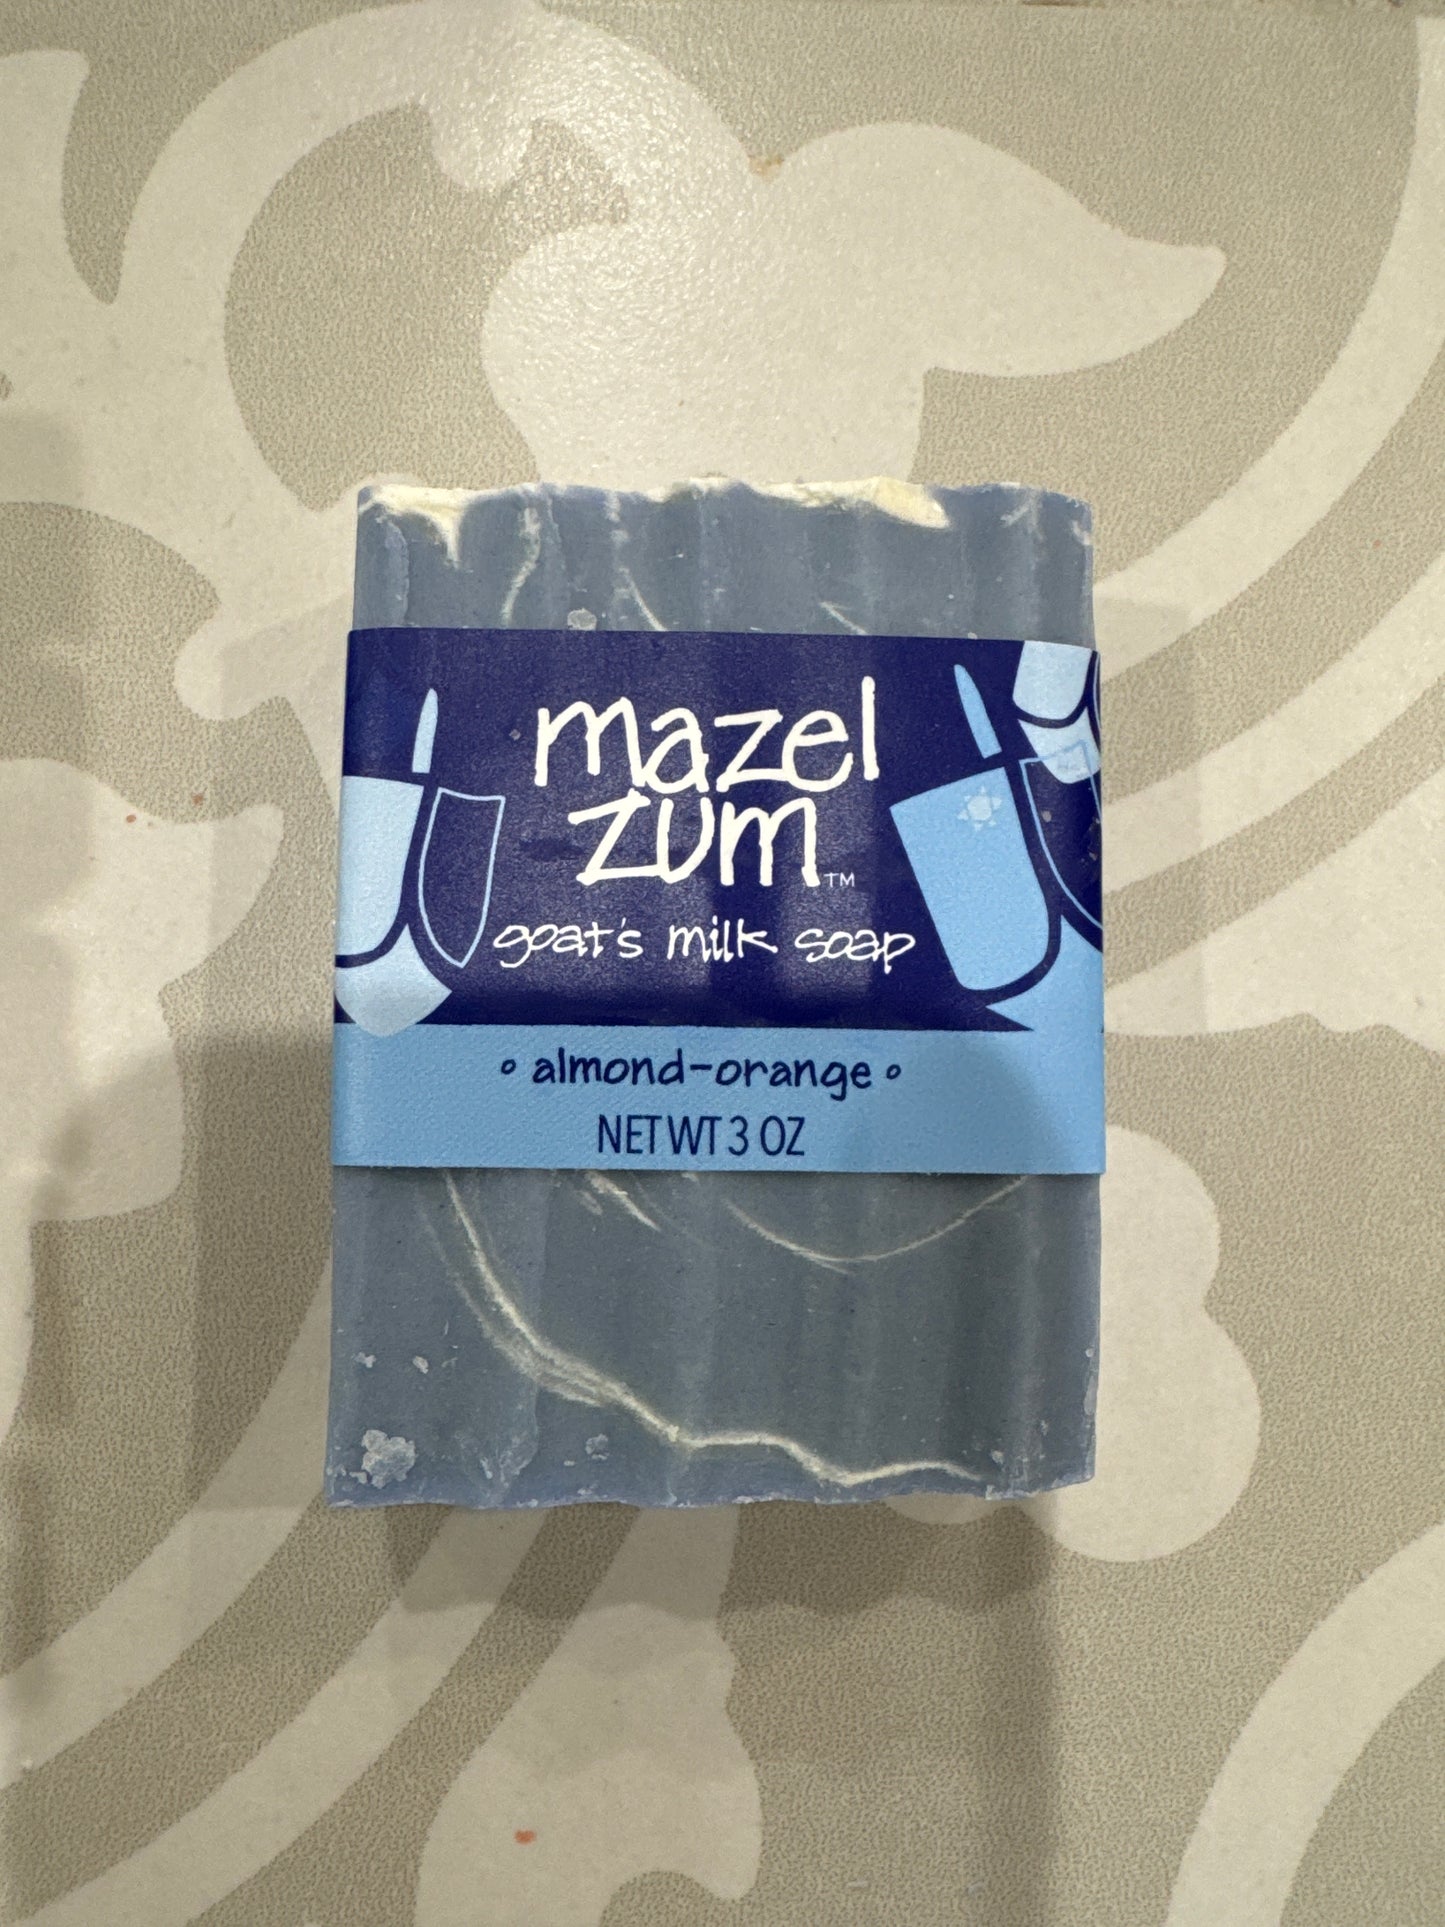 mazel
zum™
goat's milk soap
° almond-orange °
NET WT 3 OZ